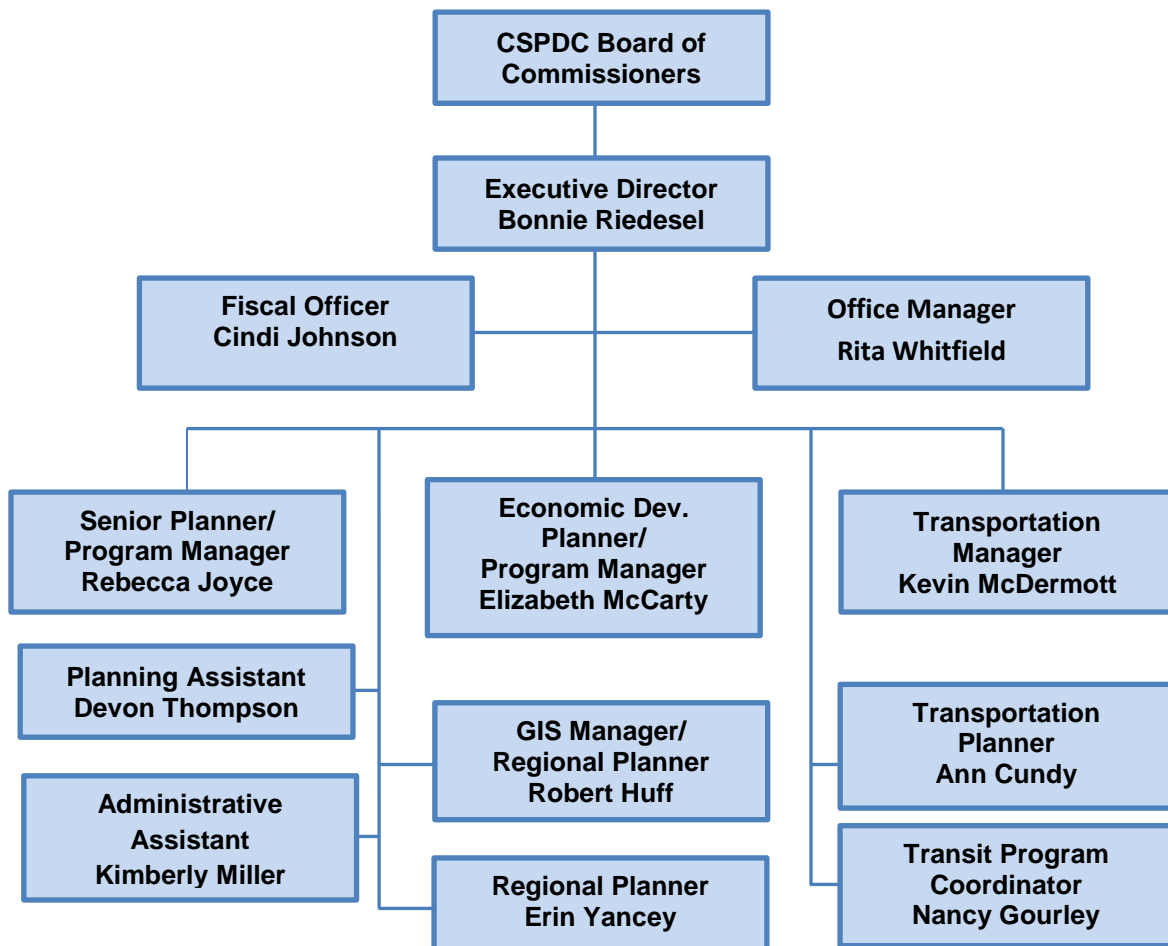 CSPDC Board of
Commissioners
Executive Director
Bonnie Riedesel
Fiscal Officer
Cindi Johnson
Office Manager
Rita Whitfield
Senior Planner/
Program Manager
Rebecca Joyce
Economic Dev.
Planner/
Program Manager
Elizabeth McCarty
Transportation
Manager
Kevin McDermott
Planning Assistant
Devon Thompson
GIS Manager/
Regional Planner
Robert Huff
Transportation
Planner
Ann Cundy
Administrative
Assistant
Kimberly Miller
Regional Planner
Erin Yancey
Transit Program
Coordinator
Nancy Gourley